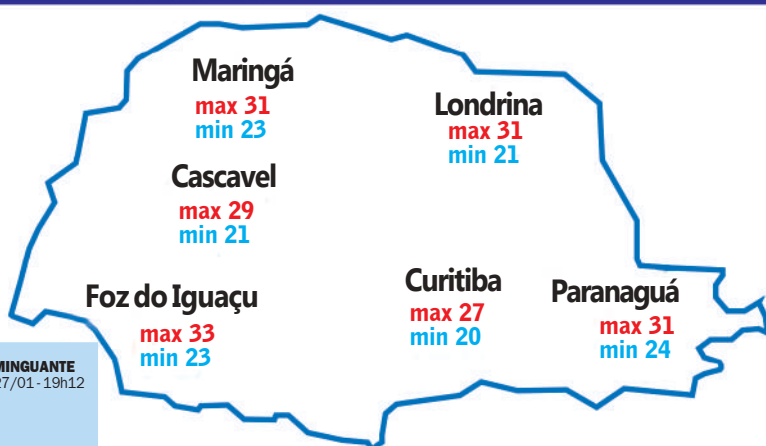 Maringá
max 31
min 23
Londrina
max 31
min 21
Cascavel
max 29
min 21
Foz do Iguaçu
max 33
min 23
Curitiba
max 27
min 20
Paranaguá
max 31
min 24
MINGUANTE
27/01 - 19h12